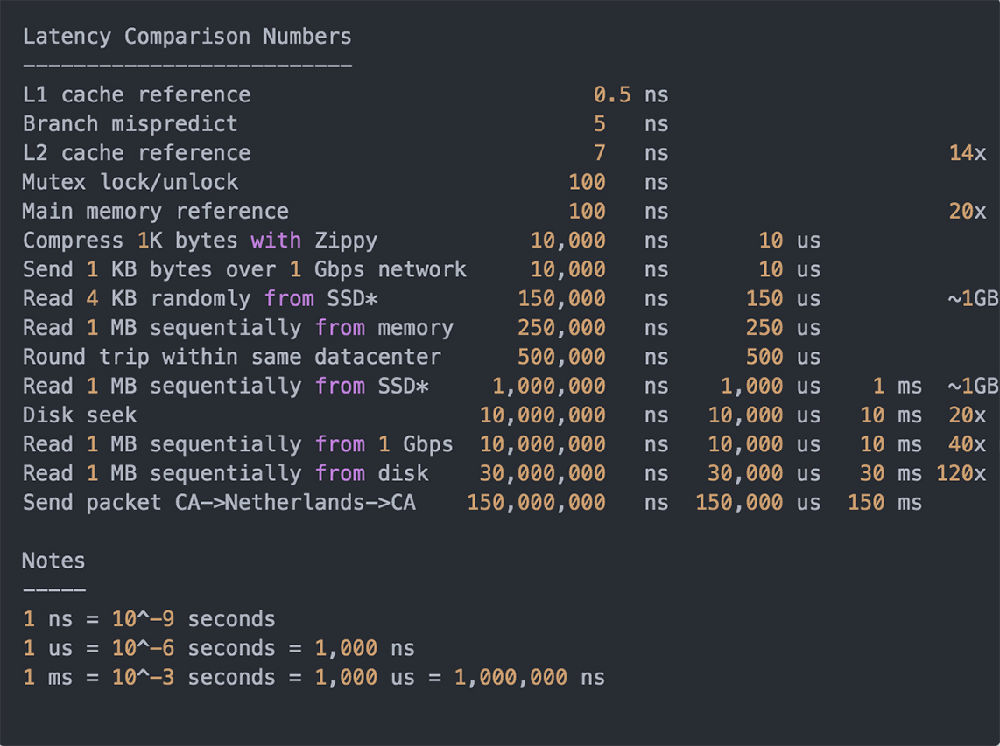 Latency Comparison Numbers
--------------------------
L1 cache reference                           0.5 ns
Branch mispredict                            5   ns
L2 cache reference                           7   ns                      14x
Mutex lock/unlock                          100   ns
Main memory reference                      100   ns                      20x
Compress 1K bytes with Zippy            10,000   ns       10 us
Send 1 KB bytes over 1 Gbps network     10,000   ns       10 us
Read 4 KB randomly from SSD*           150,000   ns      150 us          ~1GB
Read 1 MB sequentially from memory     250,000   ns      250 us
Round trip within same datacenter      500,000   ns      500 us
Read 1 MB sequentially from SSD*     1,000,000   ns    1,000 us    1 ms  ~1GB
Disk seek                           10,000,000   ns   10,000 us   10 ms  20x
Read 1 MB sequentially from 1 Gbps  10,000,000   ns   10,000 us   10 ms  40x
Read 1 MB sequentially from disk    30,000,000   ns   30,000 us   30 ms 120x
Send packet CA->Netherlands->CA    150,000,000   ns  150,000 us  150 ms

Notes
-----
1 ns = 10^-9 seconds
1 us = 10^-6 seconds = 1,000 ns
1 ms = 10^-3 seconds = 1,000 us = 1,000,000 ns